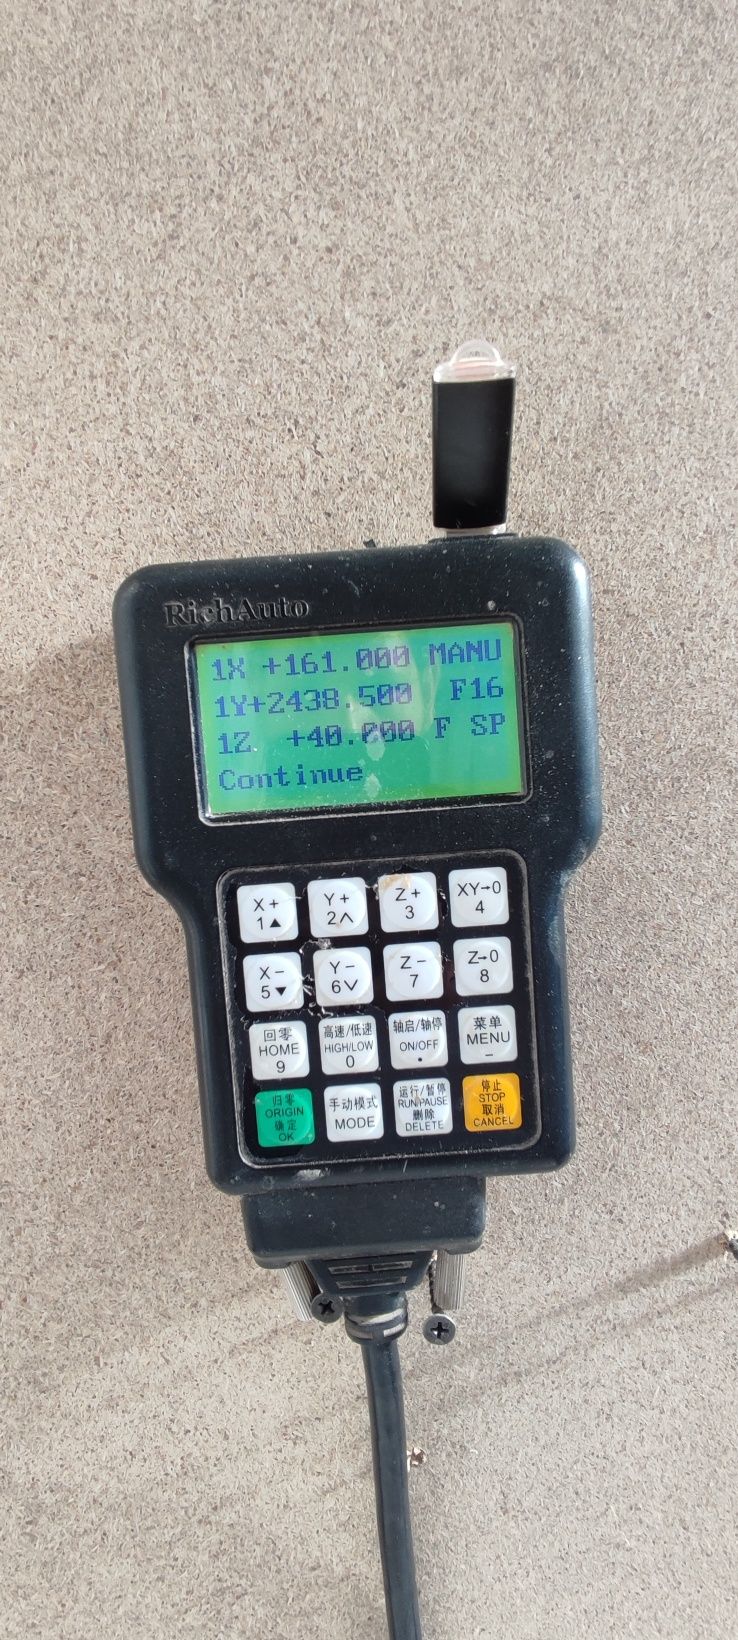 RichAuto
1X +161.000 MANU
1Y+2438.500 F16
1Z +40.000 F SP
Continue
X+
1▲
Y+
2∧
Z+
3
XY→0
4
X−
5▼
Y−
6∨
Z−
7
Z→0
8
回零
HOME
9
高速/低速
HIGH/LOW
0
轴启/轴停
ON/OFF
•
菜单
MENU
−
归零
ORIGIN
确定
OK
手动模式
MODE
运行/暂停
RUN/PAUSE
删除
DELETE
停止
STOP
取消
CANCEL